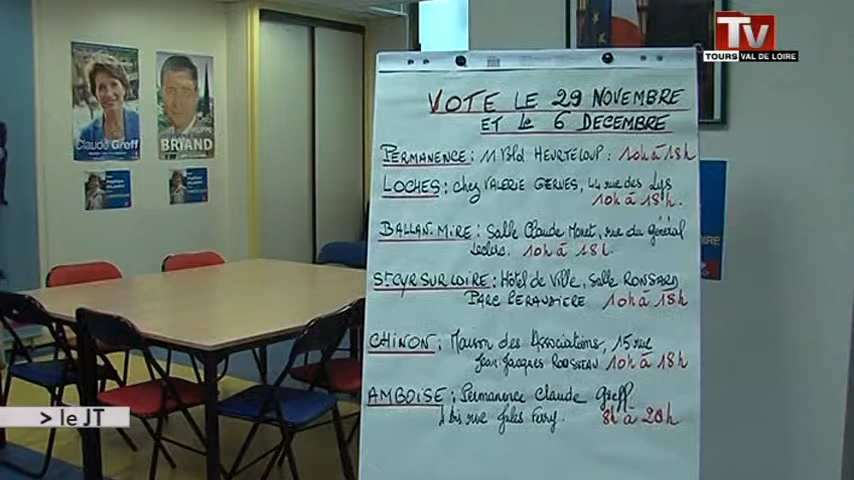 TV
TOURS VAL DE LOIRE
Claude Greff
BRIAND
VOTE LE 29 NOVEMBRE
ET le 6 DECEMBRE
PERMANENCE : 11 Bld HEURTELOUP : 10h à 18h
LOCHES : chez VALERIE GERVES, 44 rue des Lys
10h à 18h.
BALLAN.MIRE : Salle Claude Moret, rue du général
Leclerc. 10h à 18h.
St CYR SUR LOIRE : Hôtel de Ville, Salle RONSARD
PARC PERAUDIERE 10h à 18h
CHINON : Maison des Associations, 15 rue
Jean-Jacques ROUSSEAU 10h à 18h
AMBOISE : Permanence Claude Greff
bis rue Jules Ferry. 8h à 20h
> le JT